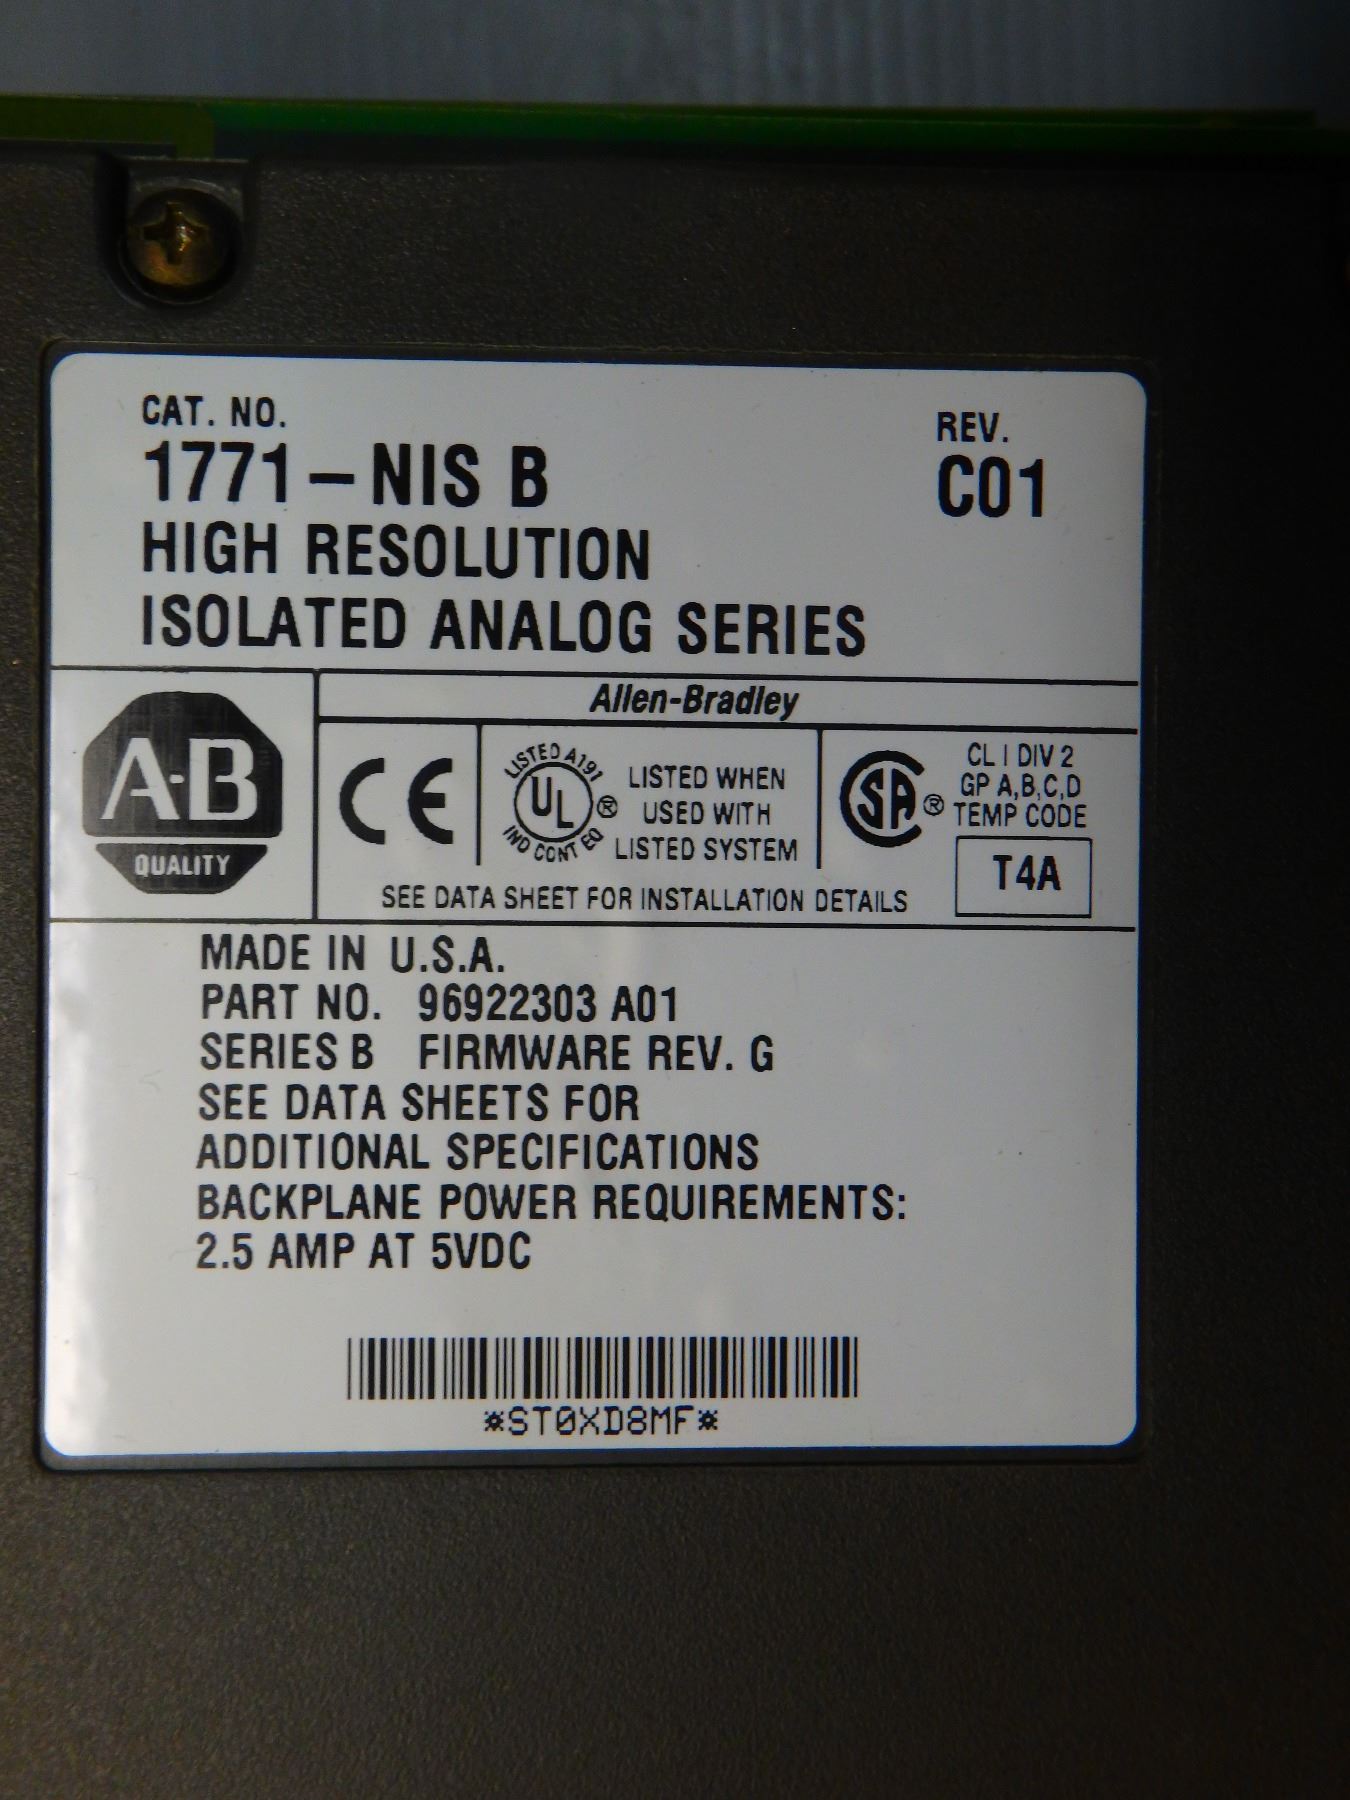 CAT. NO.
REV.
1771-NIS B
C01
HIGH RESOLUTION
ISOLATED ANALOG SERIES
Allen-Bradley
A-B
QUALITY
CE
LISTED A191
UL ®
IND CONT EQ
LISTED WHEN
USED WITH
LISTED SYSTEM
SA ®
CL I DIV 2
GP A,B,C,D
TEMP CODE
T4A
SEE DATA SHEET FOR INSTALLATION DETAILS
MADE IN U.S.A.
PART NO. 96922303 A01
SERIES B FIRMWARE REV. G
SEE DATA SHEETS FOR
ADDITIONAL SPECIFICATIONS
BACKPLANE POWER REQUIREMENTS:
2.5 AMP AT 5VDC
*ST0XD8MF*